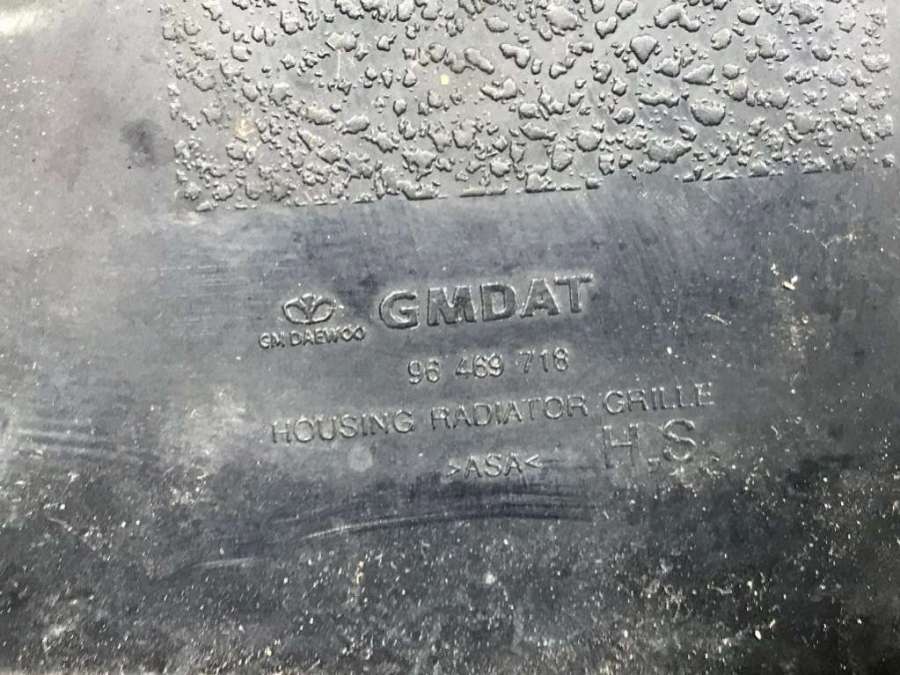 GMDAT
GM DAEWOO
96 469 718
HOUSING RADIATOR GRILLE
>ASA<
H.S